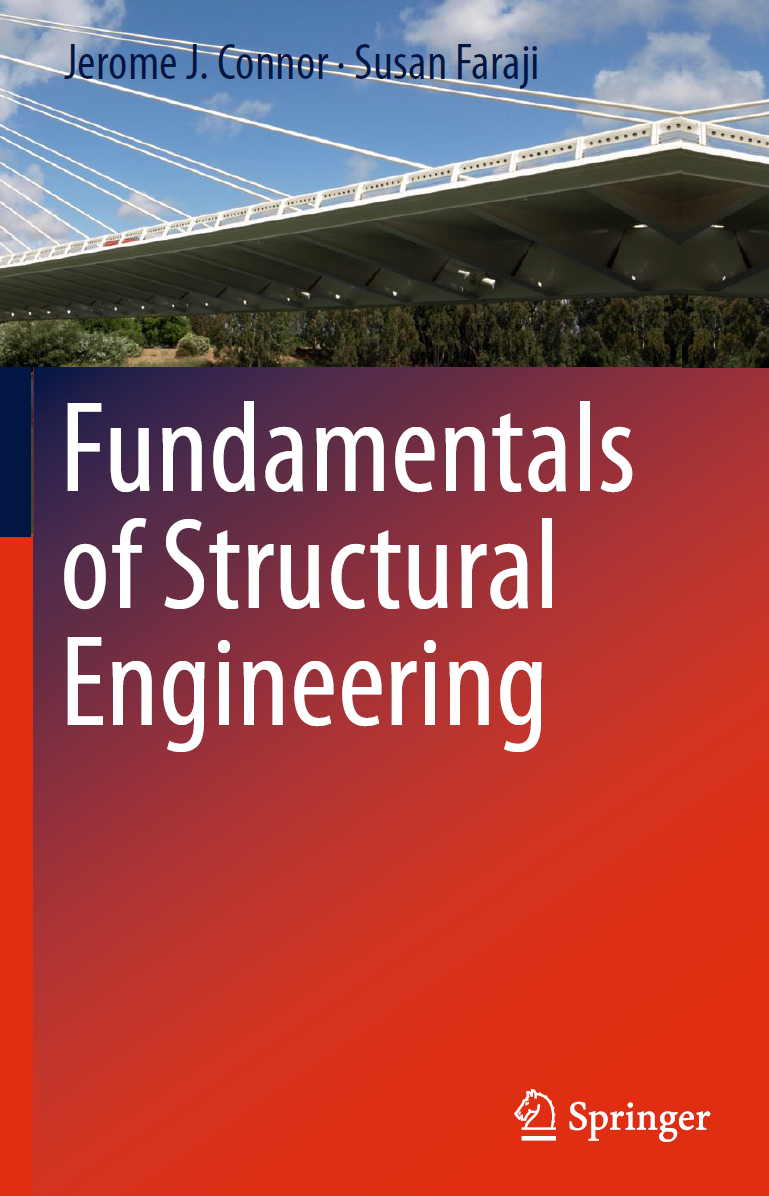 Jerome J. Connor · Susan Faraji
Fundamentals
of Structural
Engineering
Springer